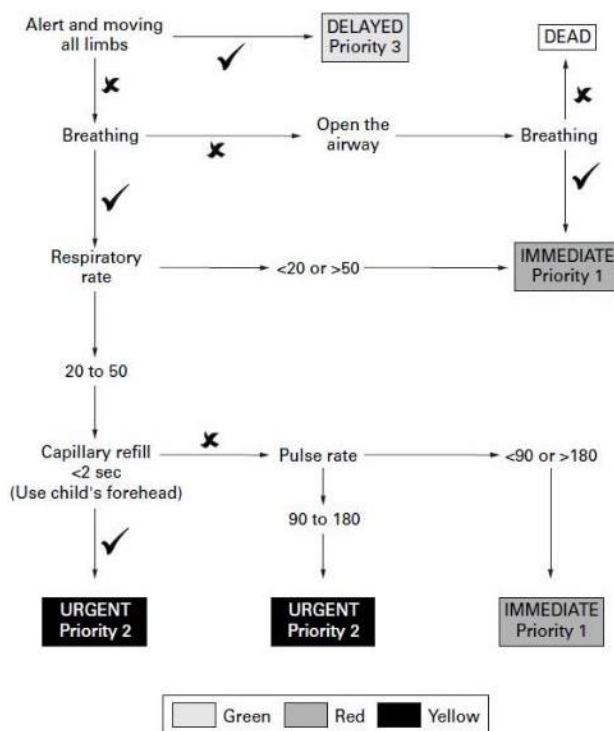 Alert and moving
all limbs
DELAYED
Priority 3
DEAD
Breathing
Open the
airway
Breathing
Respiratory
rate
<20 or >50
IMMEDIATE
Priority 1
20 to 50
Capillary refill
<2 sec
(Use child's forehead)
Pulse rate
<90 or >180
90 to 180
URGENT
Priority 2
URGENT
Priority 2
IMMEDIATE
Priority 1
Green
Red
Yellow